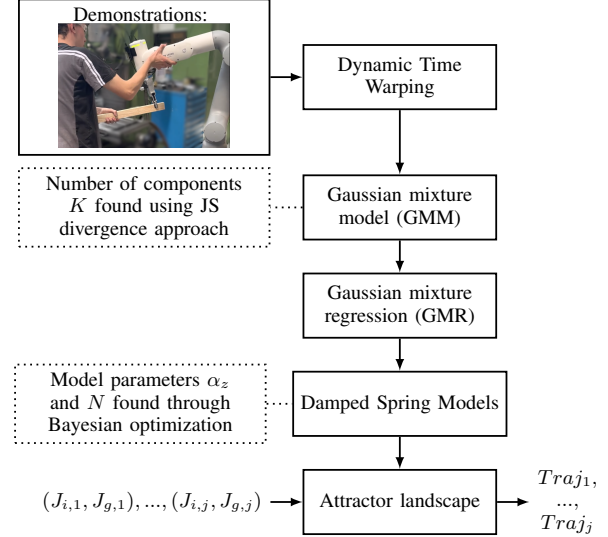 Demonstrations:
Dynamic Time
Warping
Number of components
K found using JS
divergence approach
Gaussian mixture
model (GMM)
Gaussian mixture
regression (GMR)
Model parameters α_z
and N found through
Bayesian optimization
Damped Spring Models
(J_{i,1}, J_{g,1}), ..., (J_{i,j}, J_{g,j})
Attractor landscape
Traj_1,
...,
Traj_j